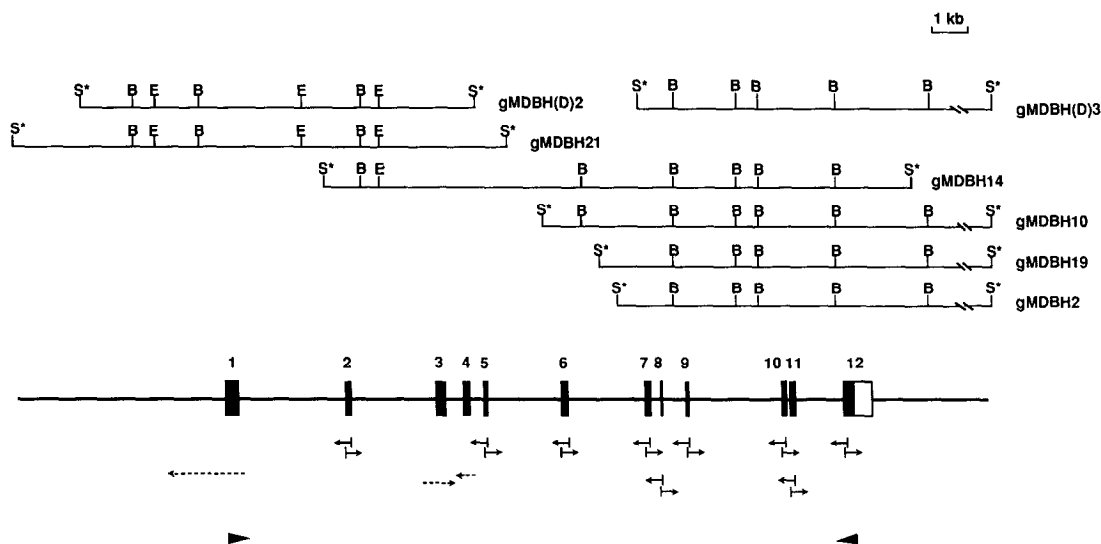 1 kb
S* B E B E B E S* gMDBH(D)2
S* B B B B B S* gMDBH(D)3
S* B E B E B E S* gMDBH21
S* B E B B B B B S* gMDBH14
S* B B B B B B S* gMDBH10
S* B B B B B S* gMDBH19
S* B B B B B S* gMDBH2
1 2 3 4 5 6 7 8 9 10 11 12